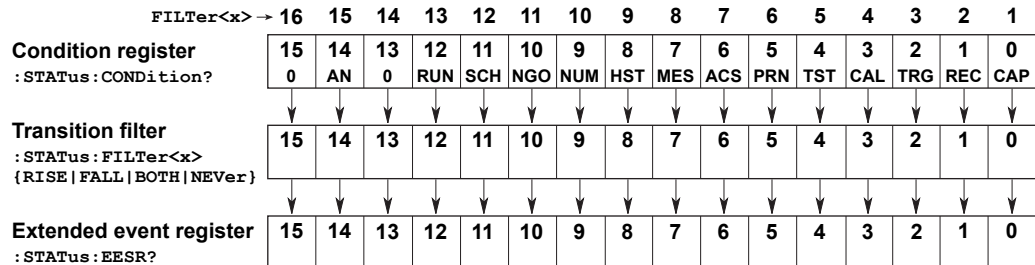 FILTer<x>→ 16 15 14 13 12 11 10 9 8 7 6 5 4 3 2 1
Condition register 15 14 13 12 11 10 9 8 7 6 5 4 3 2 1 0
:STATus:CONDition? 0 AN 0 RUN SCH NGO NUM HST MES ACS PRN TST CAL TRG REC CAP
Transition filter 15 14 13 12 11 10 9 8 7 6 5 4 3 2 1 0
:STATus:FILTer<x>
{RISE|FALL|BOTH|NEVer}
Extended event register 15 14 13 12 11 10 9 8 7 6 5 4 3 2 1 0
:STATus:EESR?